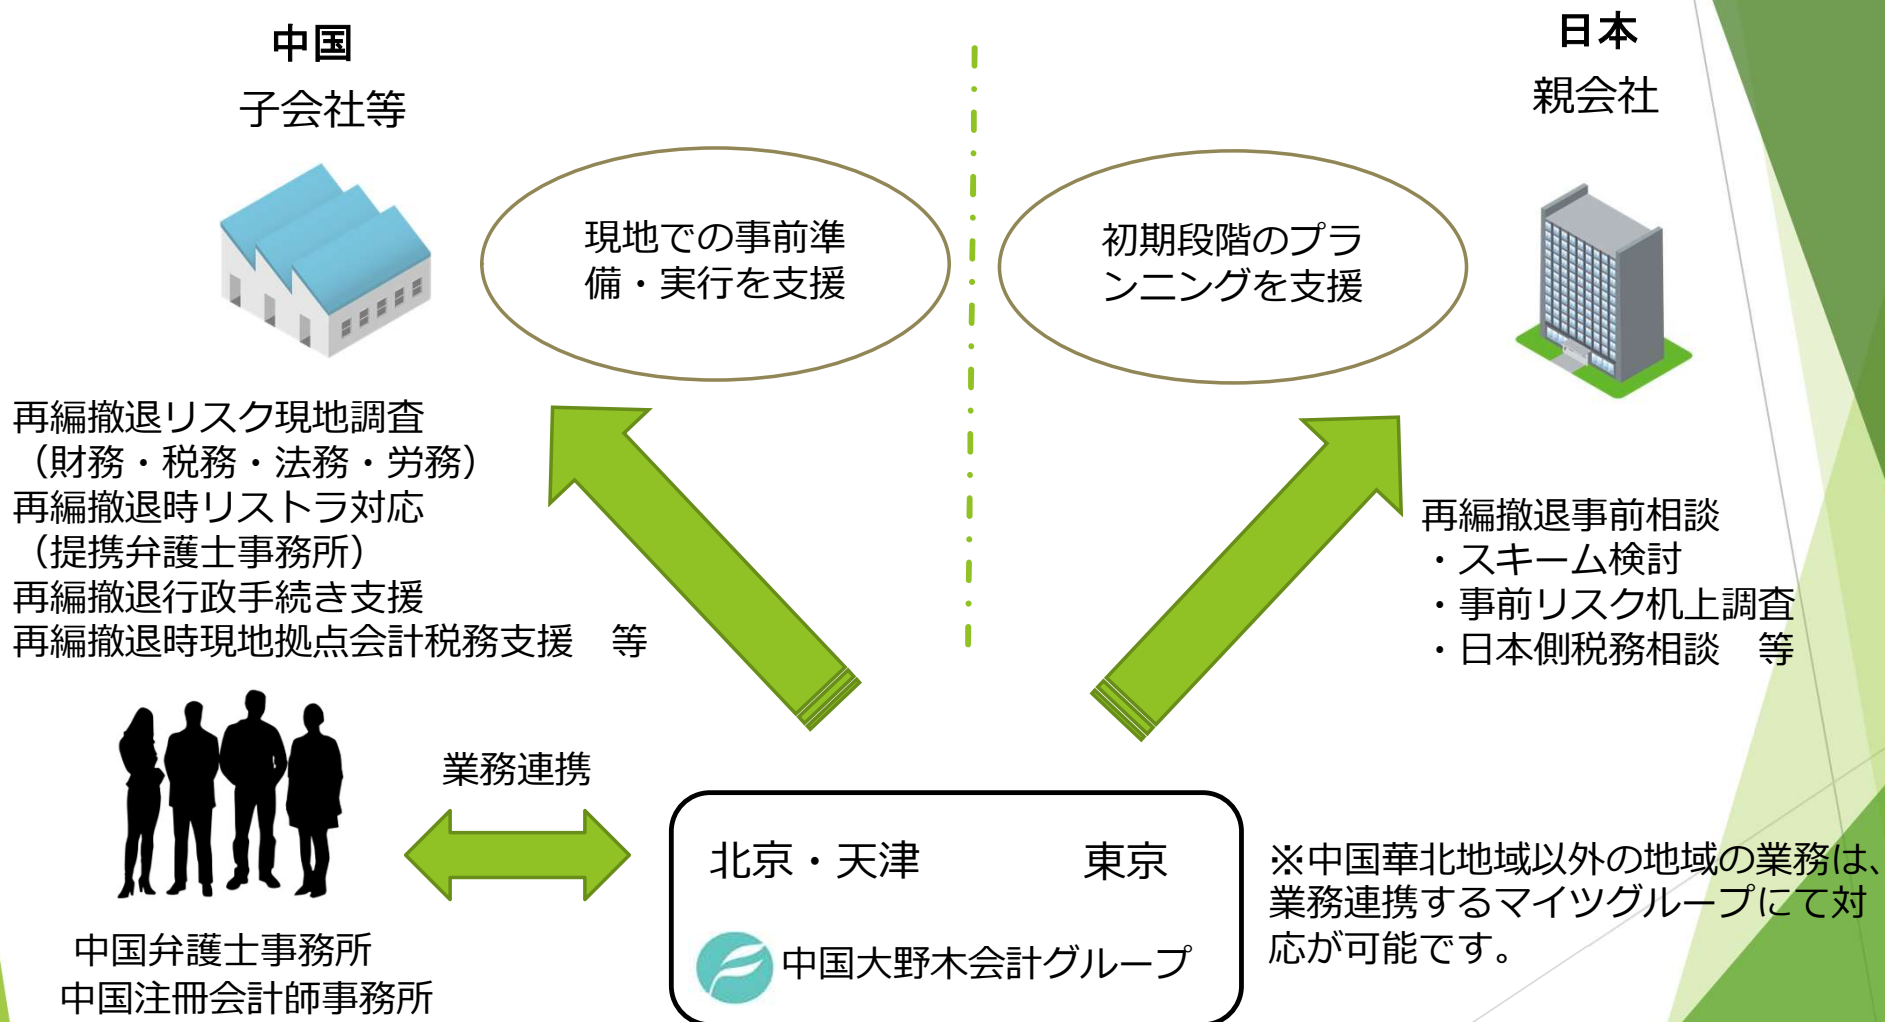 中国
子会社等
日本
親会社
現地での事前準
備・実行を支援
初期段階のプラ
ンニングを支援
再編撤退リスク現地調査
（財務・税務・法務・労務）
再編撤退時リストラ対応
（提携弁護士事務所）
再編撤退行政手続き支援
再編撤退時現地拠点会計税務支援　等
再編撤退事前相談
・スキーム検討
・事前リスク机上調査
・日本側税務相談　等
業務連携
中国弁護士事務所
中国注冊会計師事務所
北京・天津　東京
中国大野木会計グループ
※中国華北地域以外の地域の業務は、
業務連携するマイツグループにて対
応が可能です。